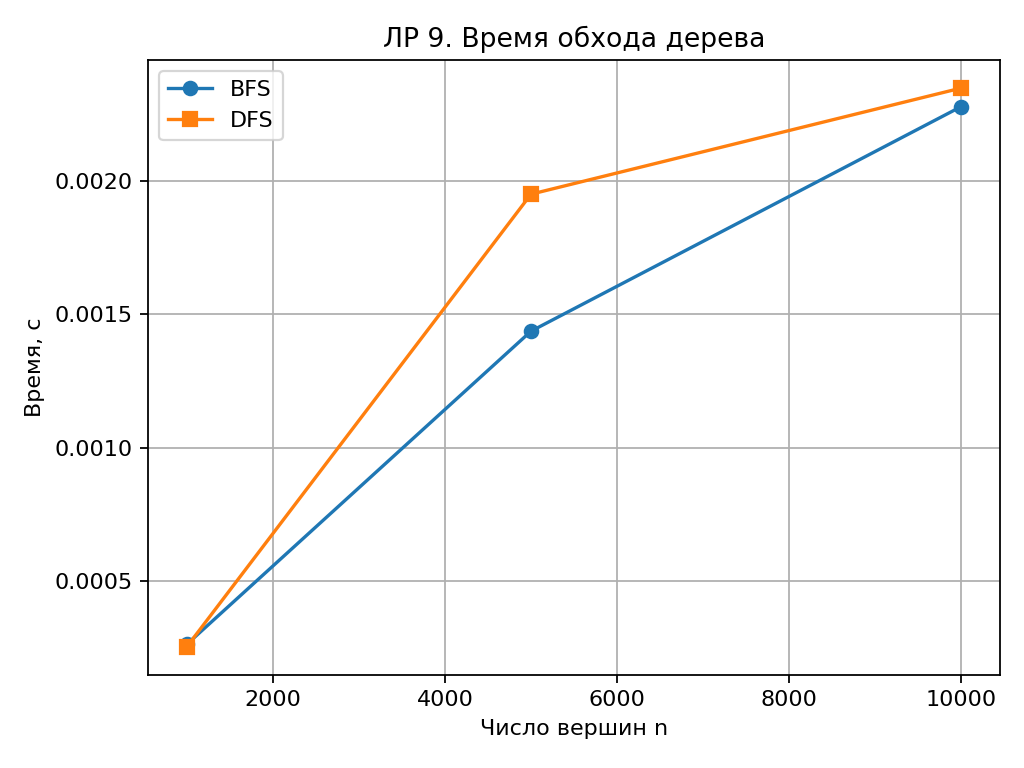 ЛР 9. Время обхода дерева
BFS
DFS
0.0020
0.0015
0.0010
0.0005
Время, с
2000 4000 6000 8000 10000
Число вершин n